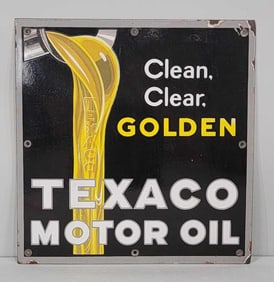 Clean,
Clear,
GOLDEN
TEXACO
MOTOR OIL